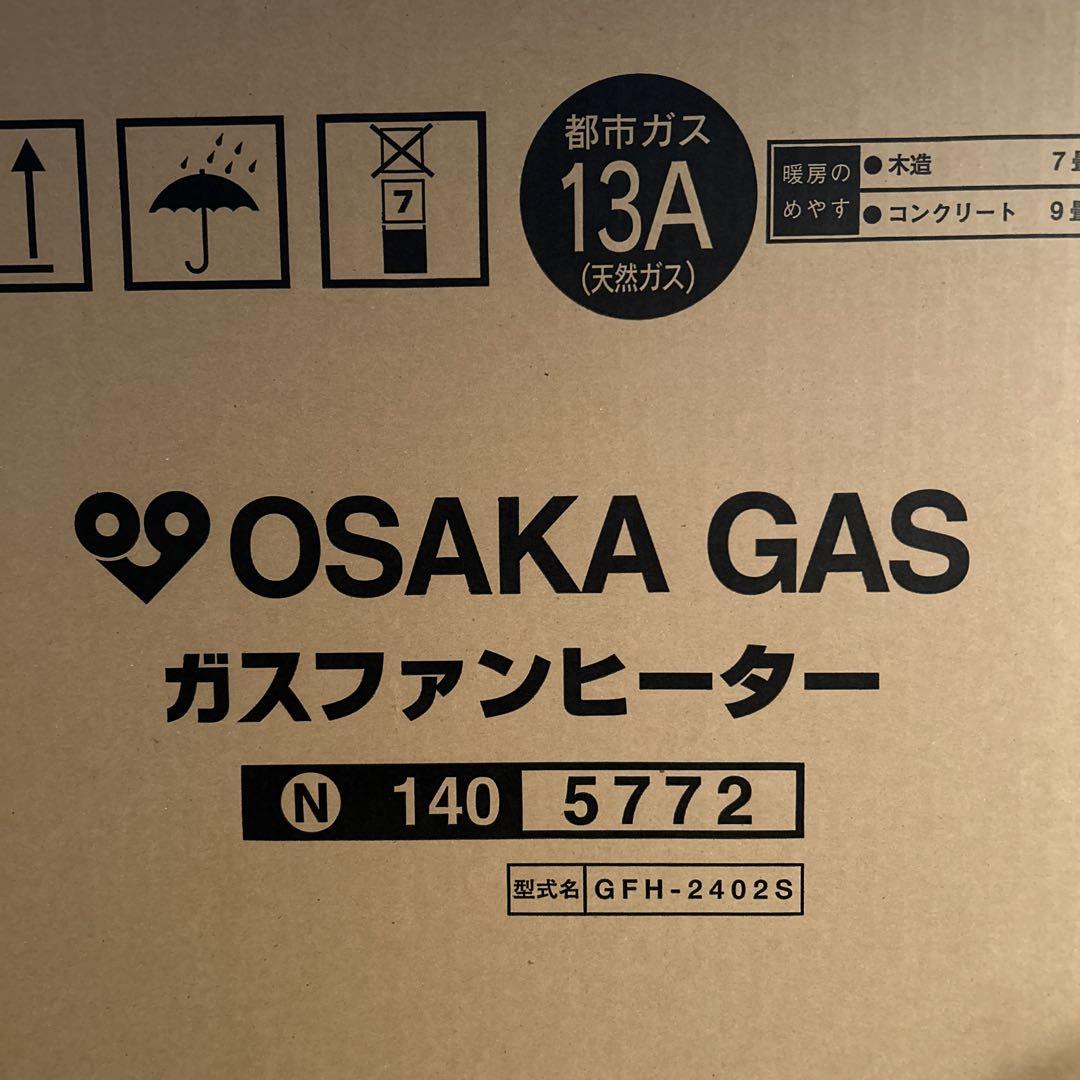 7
都市ガス
13A
(天然ガス)
暖房の
めやす
●木造 7畳
●コンクリート 9畳
OSAKA GAS
ガスファンヒーター
Ⓝ 140 5772
型式名 GFH-2402S